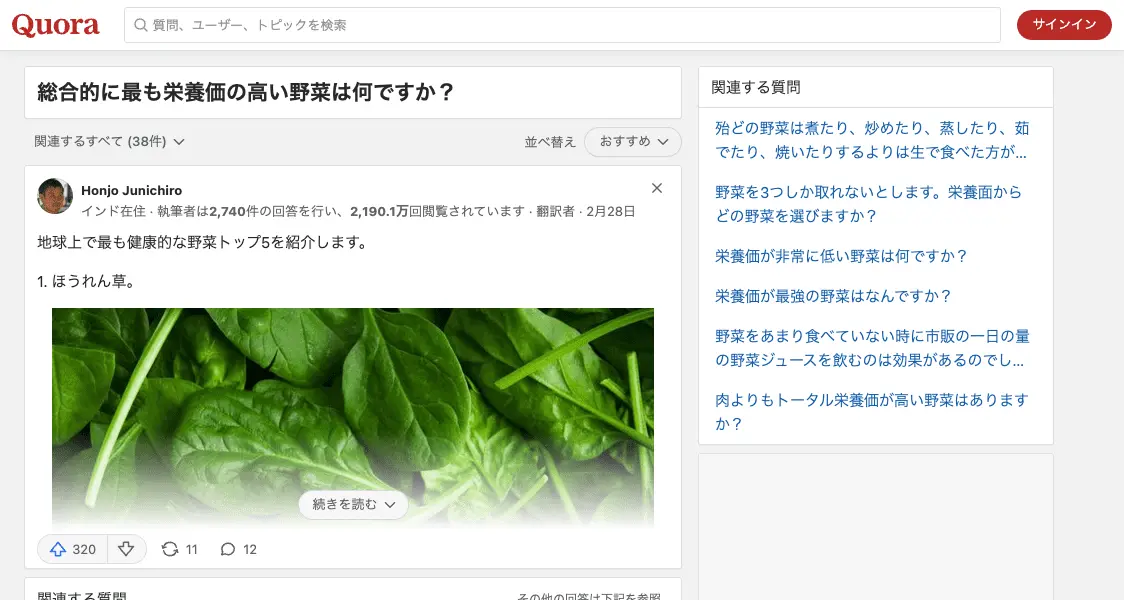 Quora
質問、ユーザー、トピックを検索
サインイン
総合的に最も栄養価の高い野菜は何ですか？
関連するすべて (38件)
並べ替え
おすすめ
Honjo Junichiro
インド在住 · 執筆者は2,740件の回答を行い、2,190.1万回閲覧されています · 翻訳者 · 2月28日
地球上で最も健康的な野菜トップ5を紹介します。
1. ほうれん草。
続きを読む
320
11
12
関連する質問
その他の回答は下記を参照
関連する質問
殆どの野菜は煮たり、炒めたり、蒸したり、茹
でたり、焼いたりするよりは生で食べた方が...
野菜を3つしか取れないとします。栄養面から
どの野菜を選びますか？
栄養価が非常に低い野菜は何ですか？
栄養価が最強の野菜はなんですか？
野菜をあまり食べていない時に市販の一日の量
の野菜ジュースを飲むのは効果があるのでし...
肉よりもトータル栄養価が高い野菜はあります
か？